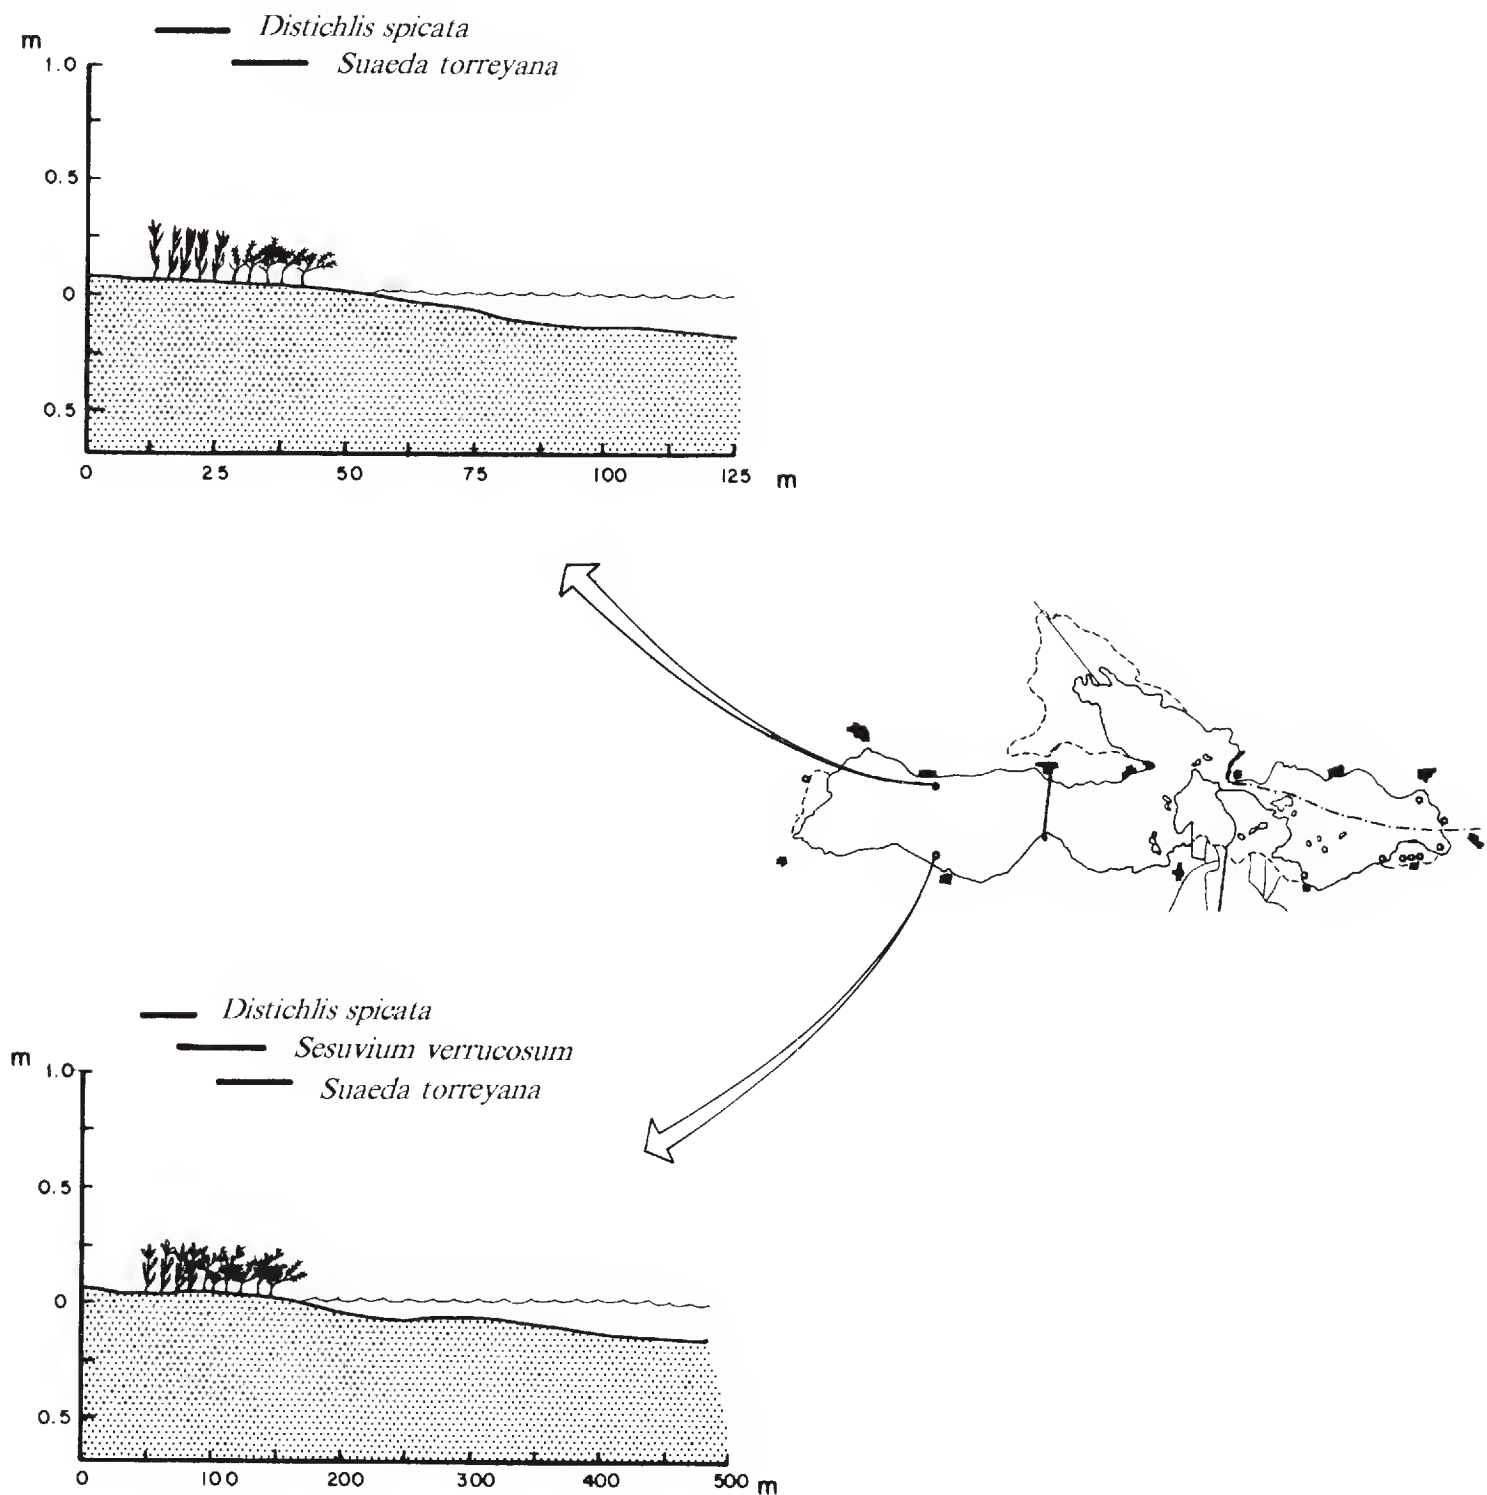 Distichlis spicata
m
Suaeda torreyana
1.0
0.5
0
0.5
0 25 50 75 100 125 m
Distichlis spicata
Sesuvium verrucosum
m
1.0
Suaeda torreyana
0.5
0
0.5
0 100 200 300 400 500 m